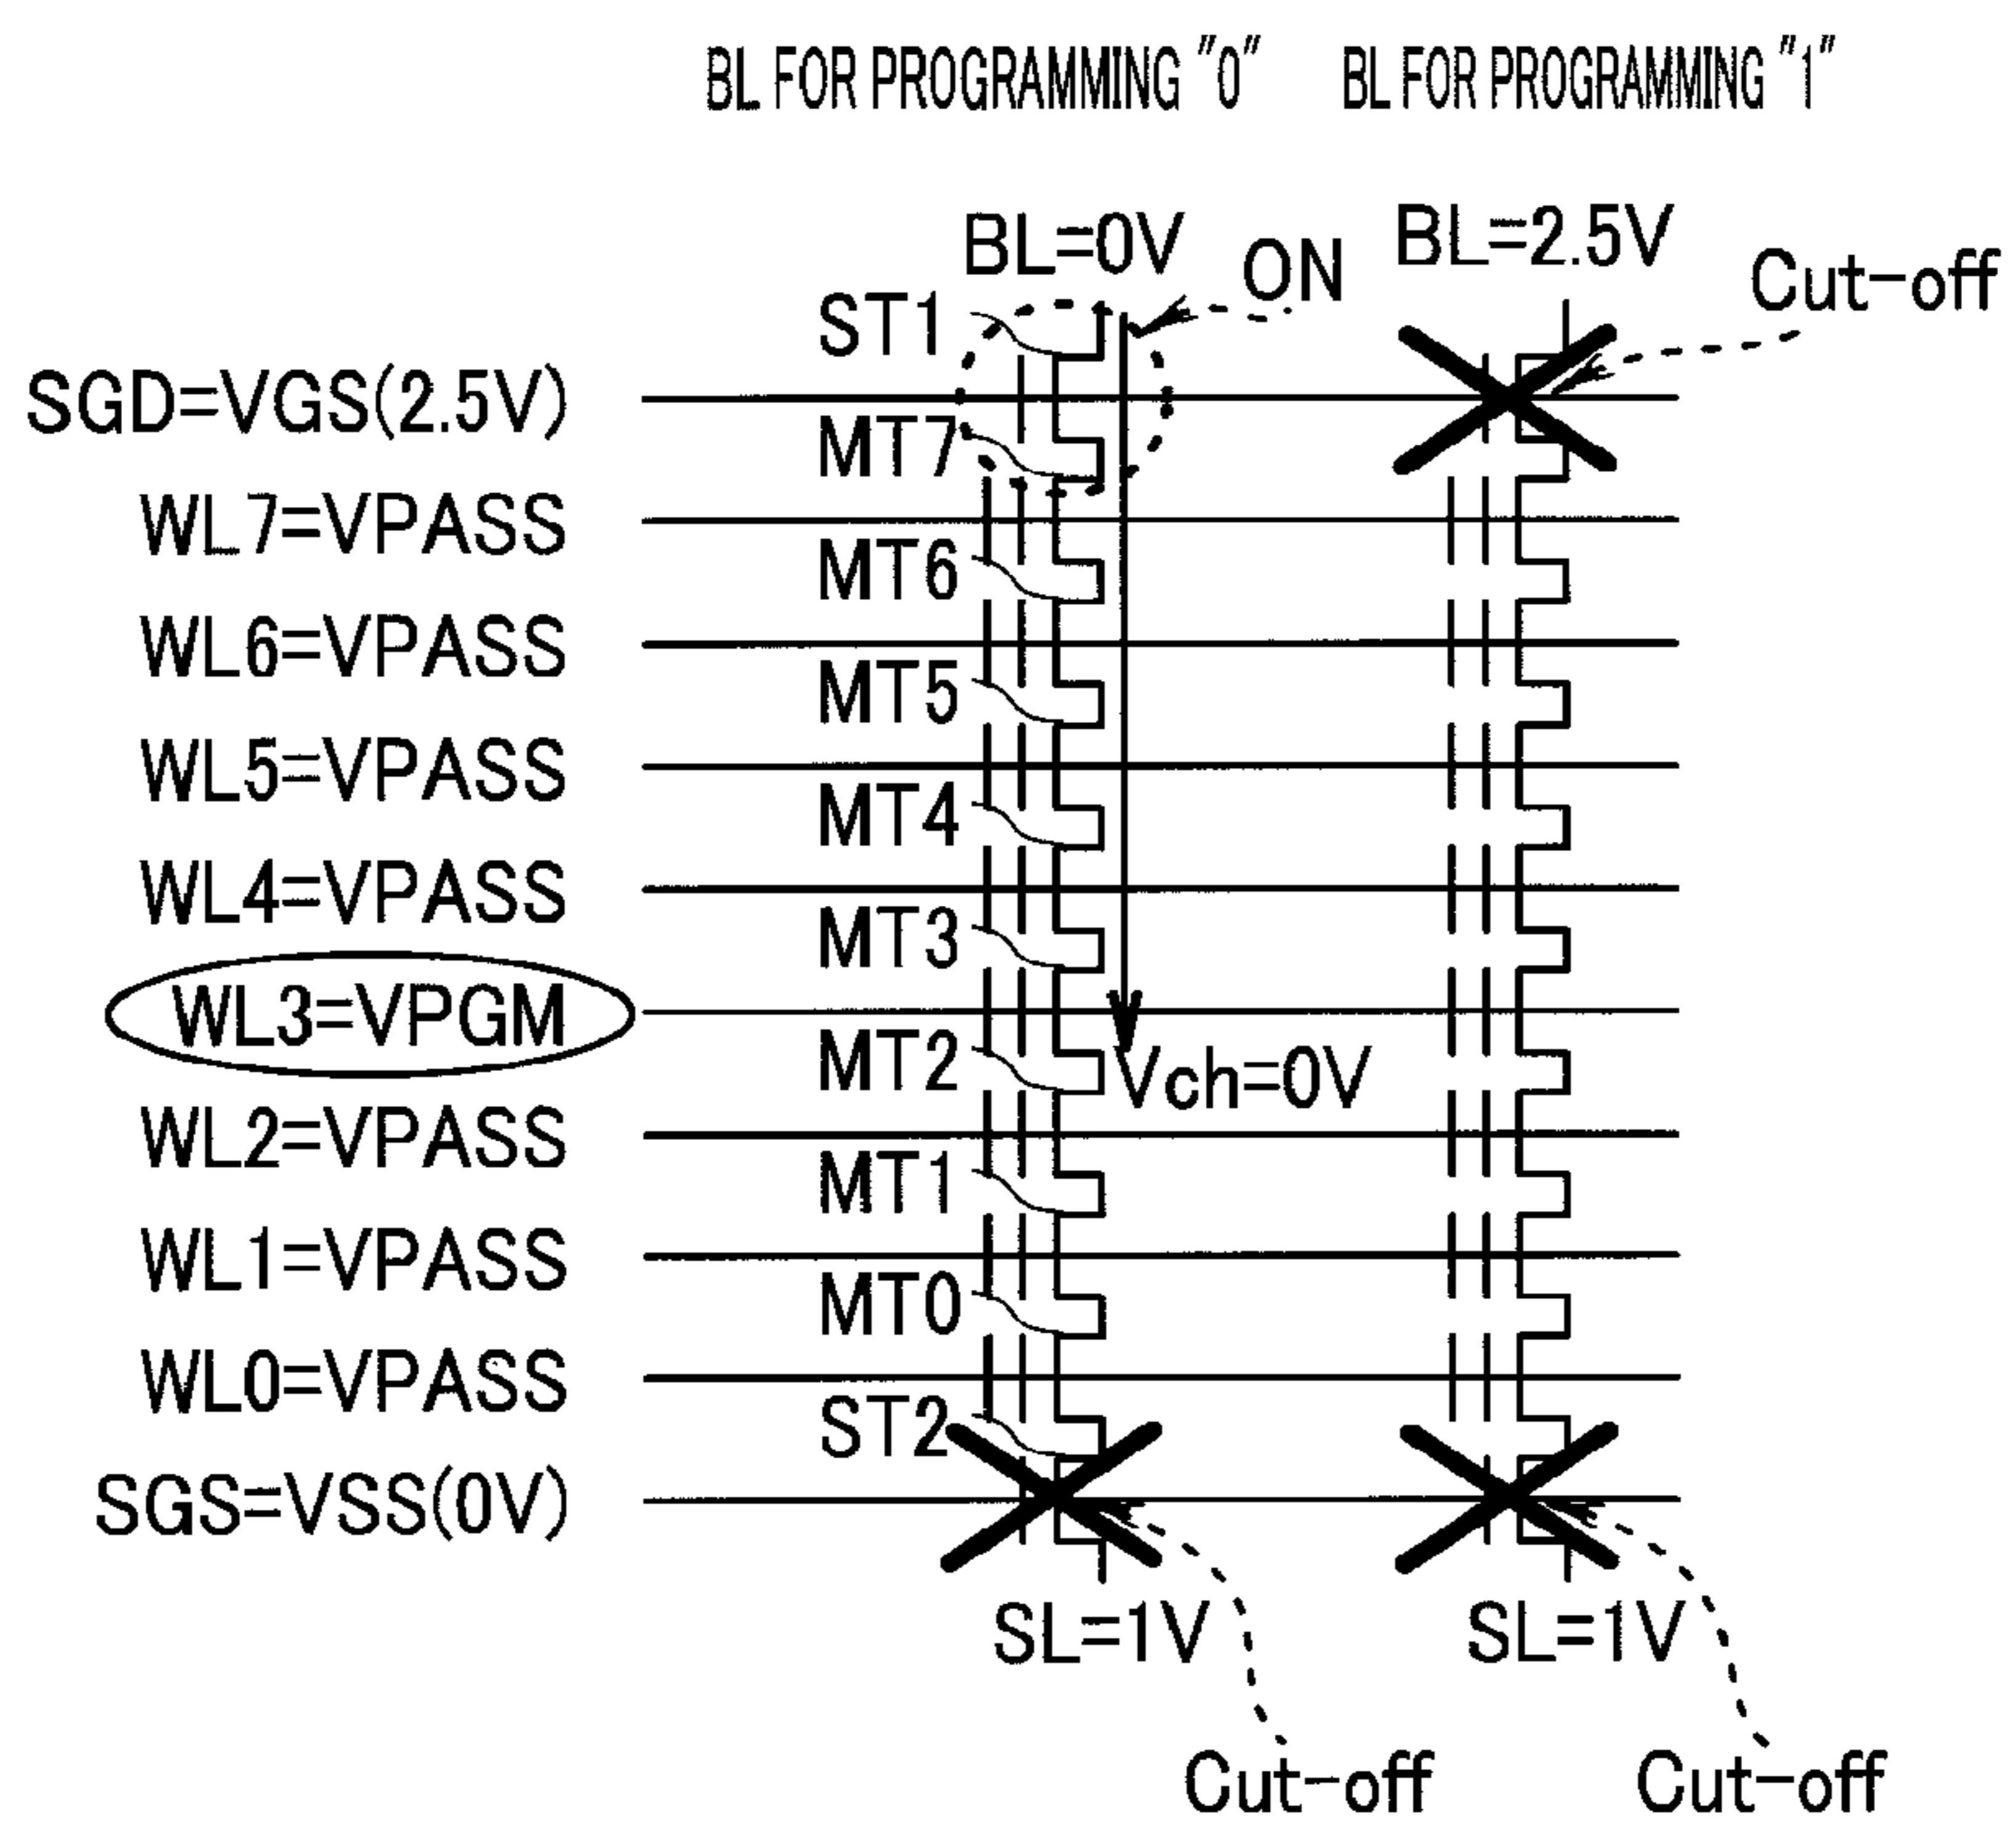 BL FOR PROGRAMMING "0" BL FOR PROGRAMMING "1"
BL=0V ON BL=2.5V Cut-off
ST1
SGD=VGS(2.5V)
MT7
WL7=VPASS
MT6
WL6=VPASS
MT5
WL5=VPASS
MT4
WL4=VPASS
MT3
WL3=VPGM
MT2 Vch=0V
WL2=VPASS
MT1
WL1=VPASS
MT0
WL0=VPASS
ST2
SGS=VSS(0V)
SL=1V SL=1V
Cut-off Cut-off